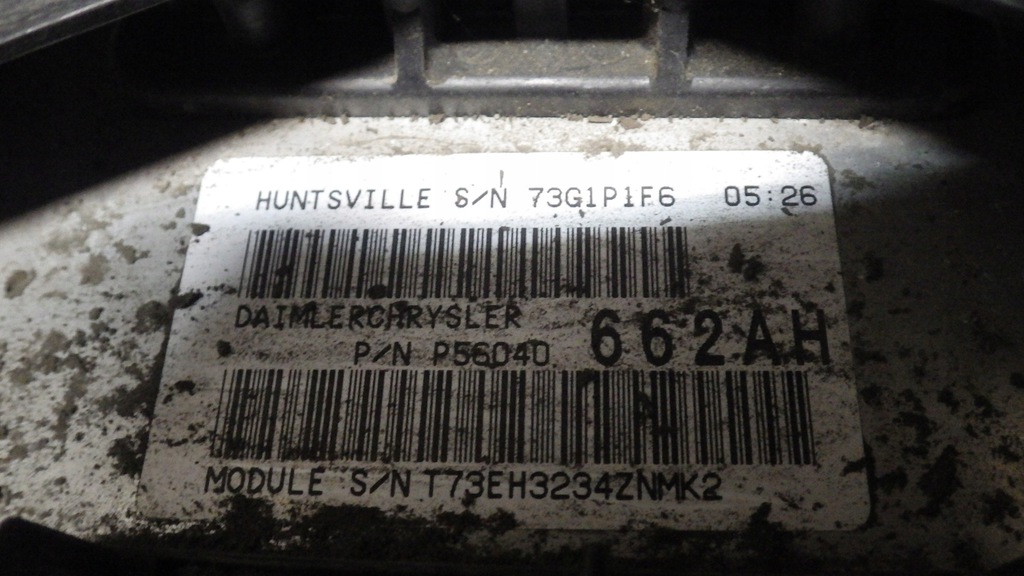 HUNTSVILLE S/N 73G1P1F6 05:26
DAIMLERCHRYSLER
P/N P56040 662AH
MODULE S/N T73EH3234ZNMK2